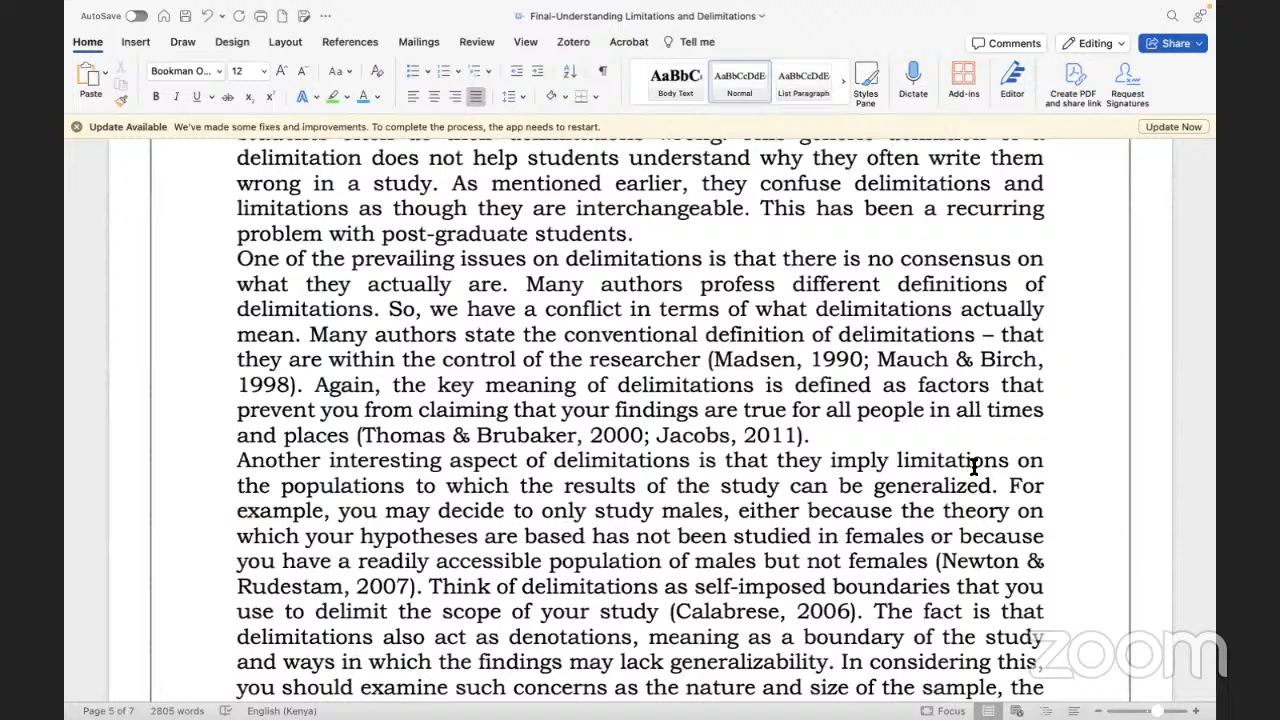 AutoSave
Final-Understanding Limitations and Delimitations
Home Insert Draw Design Layout References Mailings Review View Zotero Acrobat Tell me
Comments Editing Share
Paste
Bookman O... 12
AaBbC
Body Text
AaBbCcDdE
Normal
AaBbCcDdE
List Paragraph
Styles Pane
Dictate
Add-ins
Editor
Create PDF and share link
Request Signatures
Update Available We've made some fixes and improvements. To complete the process, the app needs to restart. Update Now
delimitation does not help students understand why they often write them
wrong in a study. As mentioned earlier, they confuse delimitations and
limitations as though they are interchangeable. This has been a recurring
problem with post-graduate students.
One of the prevailing issues on delimitations is that there is no consensus on
what they actually are. Many authors profess different definitions of
delimitations. So, we have a conflict in terms of what delimitations actually
mean. Many authors state the conventional definition of delimitations – that
they are within the control of the researcher (Madsen, 1990; Mauch & Birch,
1998). Again, the key meaning of delimitations is defined as factors that
prevent you from claiming that your findings are true for all people in all times
and places (Thomas & Brubaker, 2000; Jacobs, 2011).
Another interesting aspect of delimitations is that they imply limitations on
the populations to which the results of the study can be generalized. For
example, you may decide to only study males, either because the theory on
which your hypotheses are based has not been studied in females or because
you have a readily accessible population of males but not females (Newton &
Rudestam, 2007). Think of delimitations as self-imposed boundaries that you
use to delimit the scope of your study (Calabrese, 2006). The fact is that
delimitations also act as denotations, meaning as a boundary of the study
and ways in which the findings may lack generalizability. In considering this,
you should examine such concerns as the nature and size of the sample, the
zoom
Page 5 of 7 2805 words English (Kenya) Focus